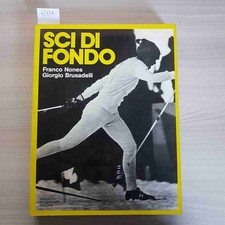 SCI DI
FONDO
Franco Nones
Giorgio Brusadelli